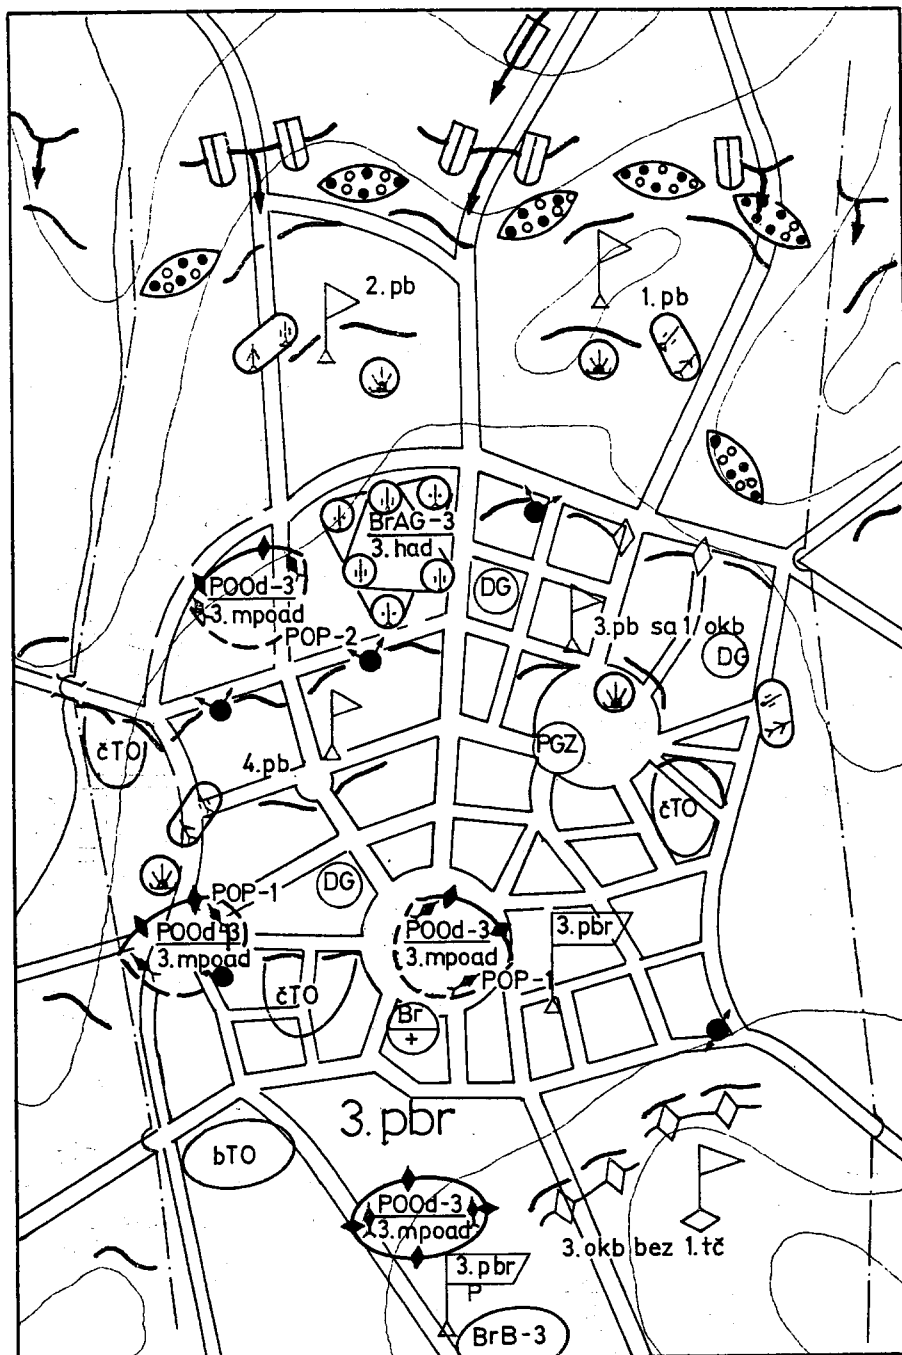 2. pb
1. pb
BrAG-3
3. had
POOd-3
3. mpoad
POP-2
DG
3. pb sa 1/okb
DG
čTO
4. pb
PGZ
čTO
DG
POP-1
POOd-3
3. mpoad
POOd-3
3. mpoad
POP-1
3. pbr
čTO
Br
+
3. pbr
bTO
POOd-3
3. mpoad
3. okb bez 1. tč
3. pbr
P
BrB-3